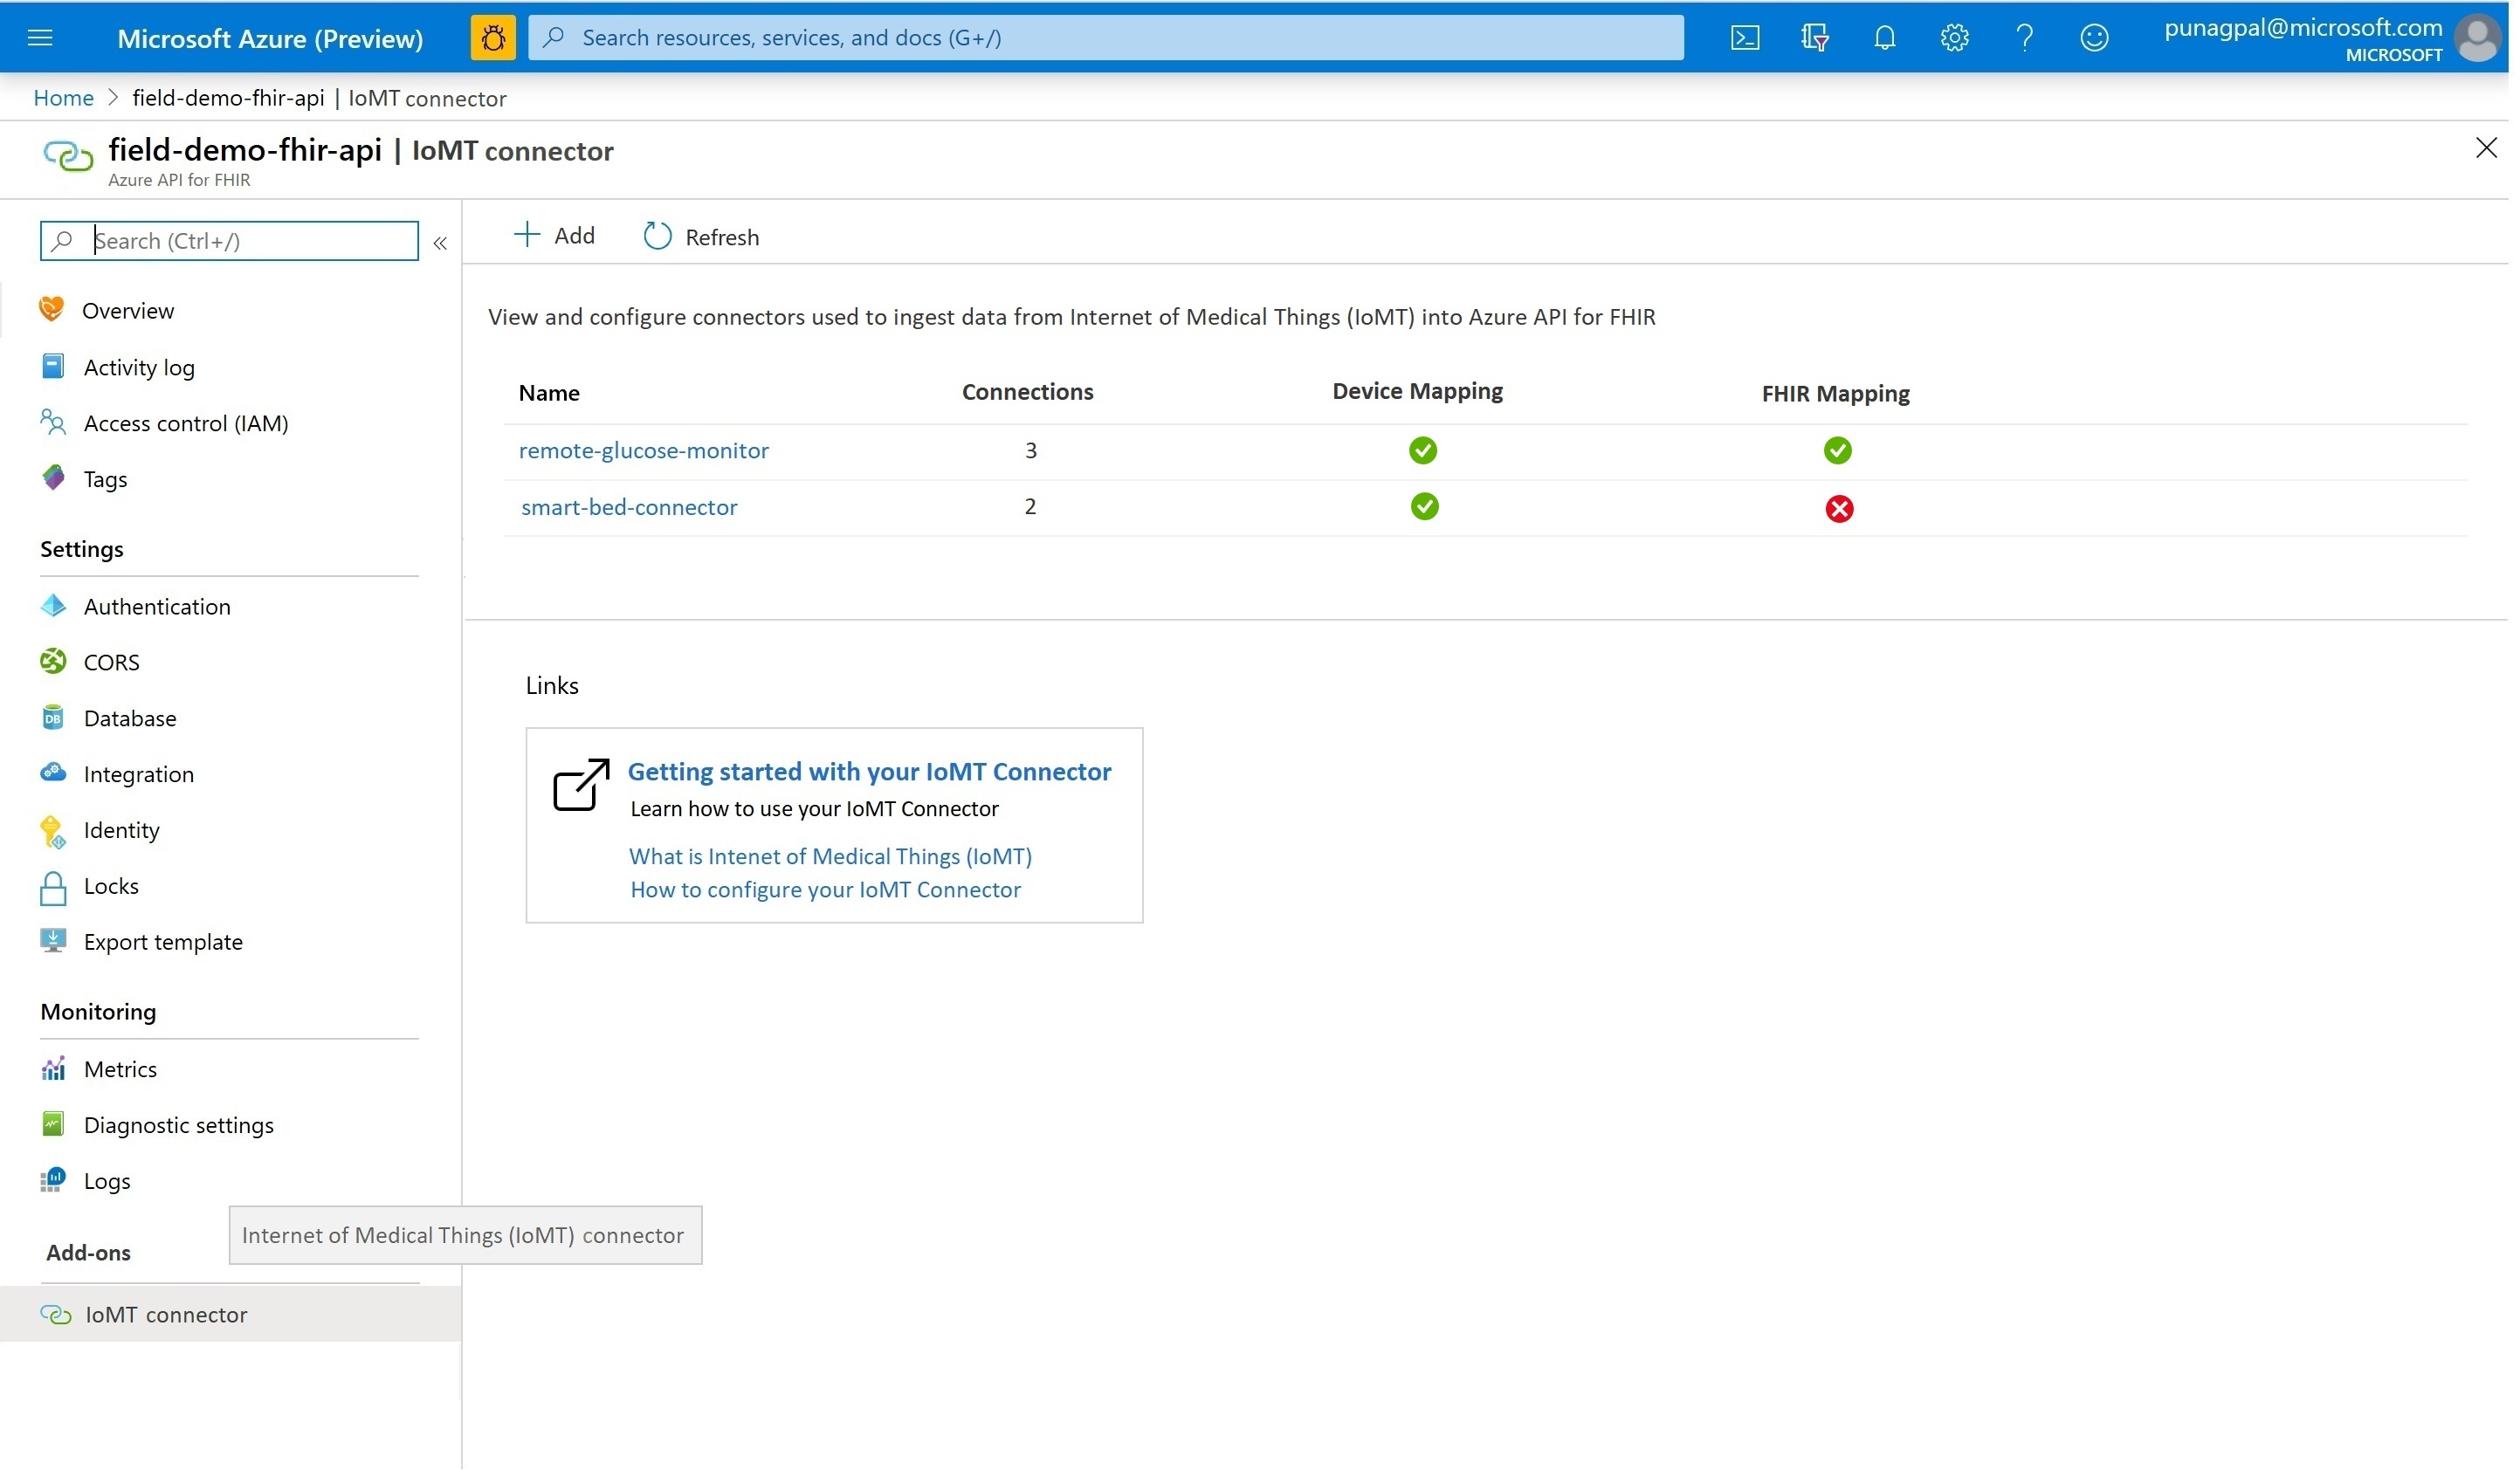 Microsoft Azure (Preview)
Search resources, services, and docs (G+/)
punagpal@microsoft.com
MICROSOFT
Home > field-demo-fhir-api | IoMT connector
field-demo-fhir-api | IoMT connector
Azure API for FHIR
Search (Ctrl+/)
«
Overview
Activity log
Access control (IAM)
Tags
Settings
Authentication
CORS
DB Database
Integration
Identity
Locks
Export template
Monitoring
Metrics
Diagnostic settings
Logs
Add-ons
Internet of Medical Things (IoMT) connector
IoMT connector
Add Refresh
View and configure connectors used to ingest data from Internet of Medical Things (IoMT) into Azure API for FHIR
Name Connections Device Mapping FHIR Mapping
remote-glucose-monitor 3
smart-bed-connector 2
Links
Getting started with your IoMT Connector
Learn how to use your IoMT Connector
What is Intenet of Medical Things (IoMT)
How to configure your IoMT Connector